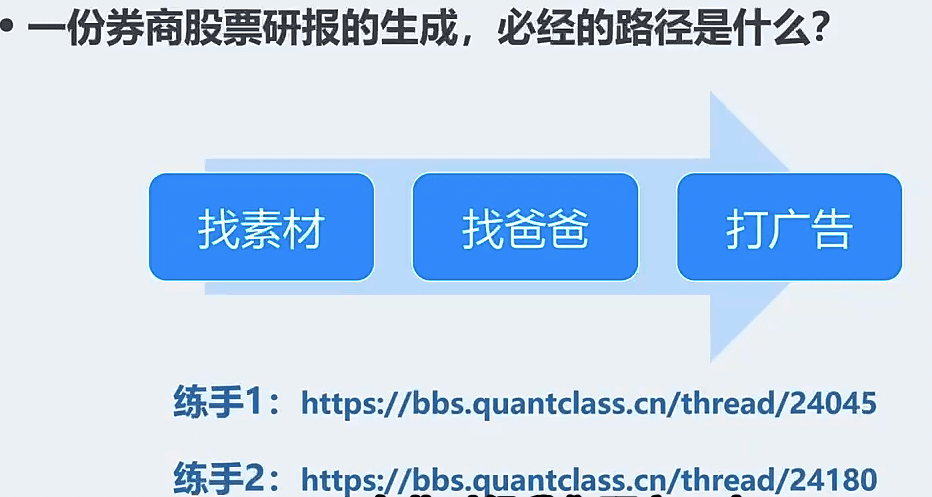 • 一份券商股票研报的生成，必经的路径是什么？
找素材 找爸爸 打广告
练手1：https://bbs.quantclass.cn/thread/24045
练手2：https://bbs.quantclass.cn/thread/24180